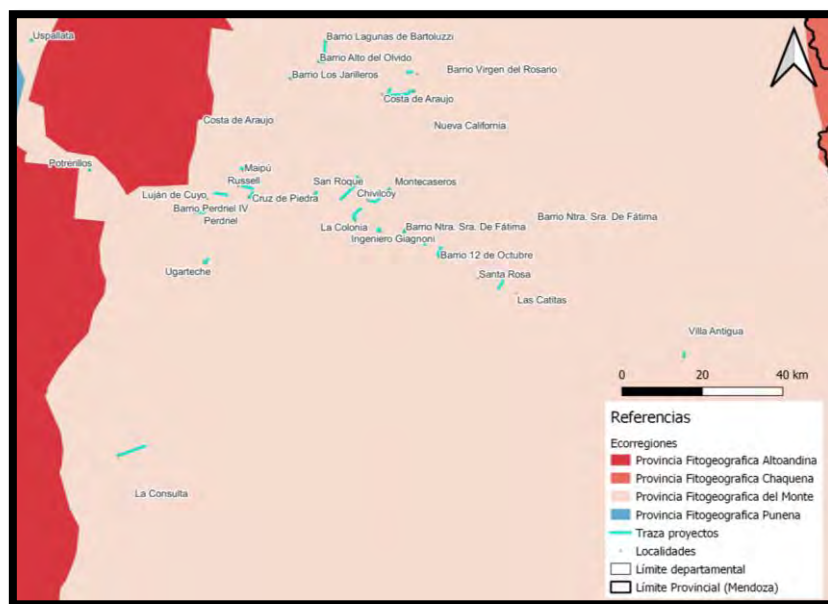 Uspallata
Barrio Lagunas de Bartoluzzi
Barrio Alto del Olvido
Barrio Los Jarilleros
Barrio Virgen del Rosario
Costa de Araujo
Costa de Araujo
Nueva California
Potrerillos
Maipú
Russell
San Roque
Montecaseros
Luján de Cuyo
Cruz de Piedra
Chivilcoy
Barrio Perdriel IV
Perdriel
La Colonia
Barrio Ntra. Sra. De Fátima
Barrio Ntra. Sra. De Fátima
Ingeniero Giagnoni
Barrio 12 de Octubre
Ugarteche
Santa Rosa
Las Catitas
Villa Antigua
0 20 40 km
La Consulta
Referencias
Ecorregiones
Provincia Fitogeografica Altoandina
Provincia Fitogeografica Chaquena
Provincia Fitogeografica del Monte
Provincia Fitogeografica Punena
Traza proyectos
Localidades
Límite departamental
Límite Provincial (Mendoza)